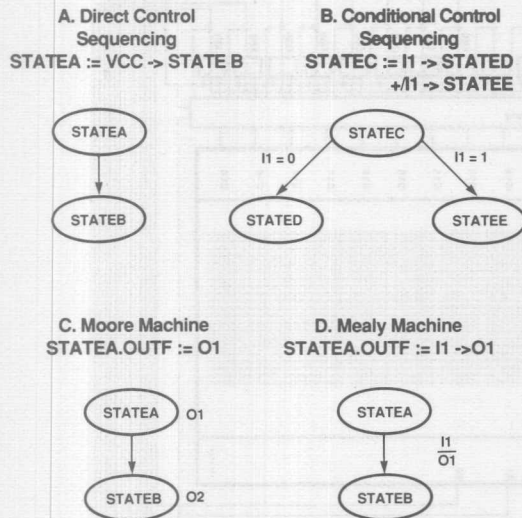 A. Direct Control
Sequencing
STATEA := VCC -> STATE B
STATEA
STATEB
B. Conditional Control
Sequencing
STATEC := I1 -> STATED
+/I1 -> STATEE
STATEC
I1 = 0
I1 = 1
STATED
STATEE
C. Moore Machine
STATEA.OUTF := O1
STATEA
O1
STATEB
O2
D. Mealy Machine
STATEA.OUTF := I1 ->O1
STATEA
I1
O1
STATEB